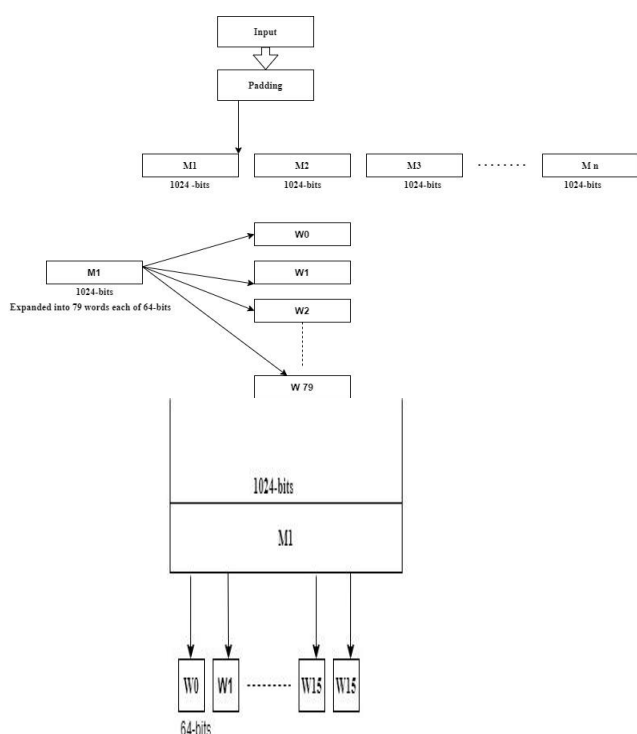 Input
Padding
M1 M2 M3 ........ M n
1024 -bits 1024-bits 1024-bits 1024-bits
W0
M1 W1
1024-bits
Expanded into 79 words each of 64-bits
W2
W 79
1024-bits
M1
W0 W1 W15 W15
64-bits